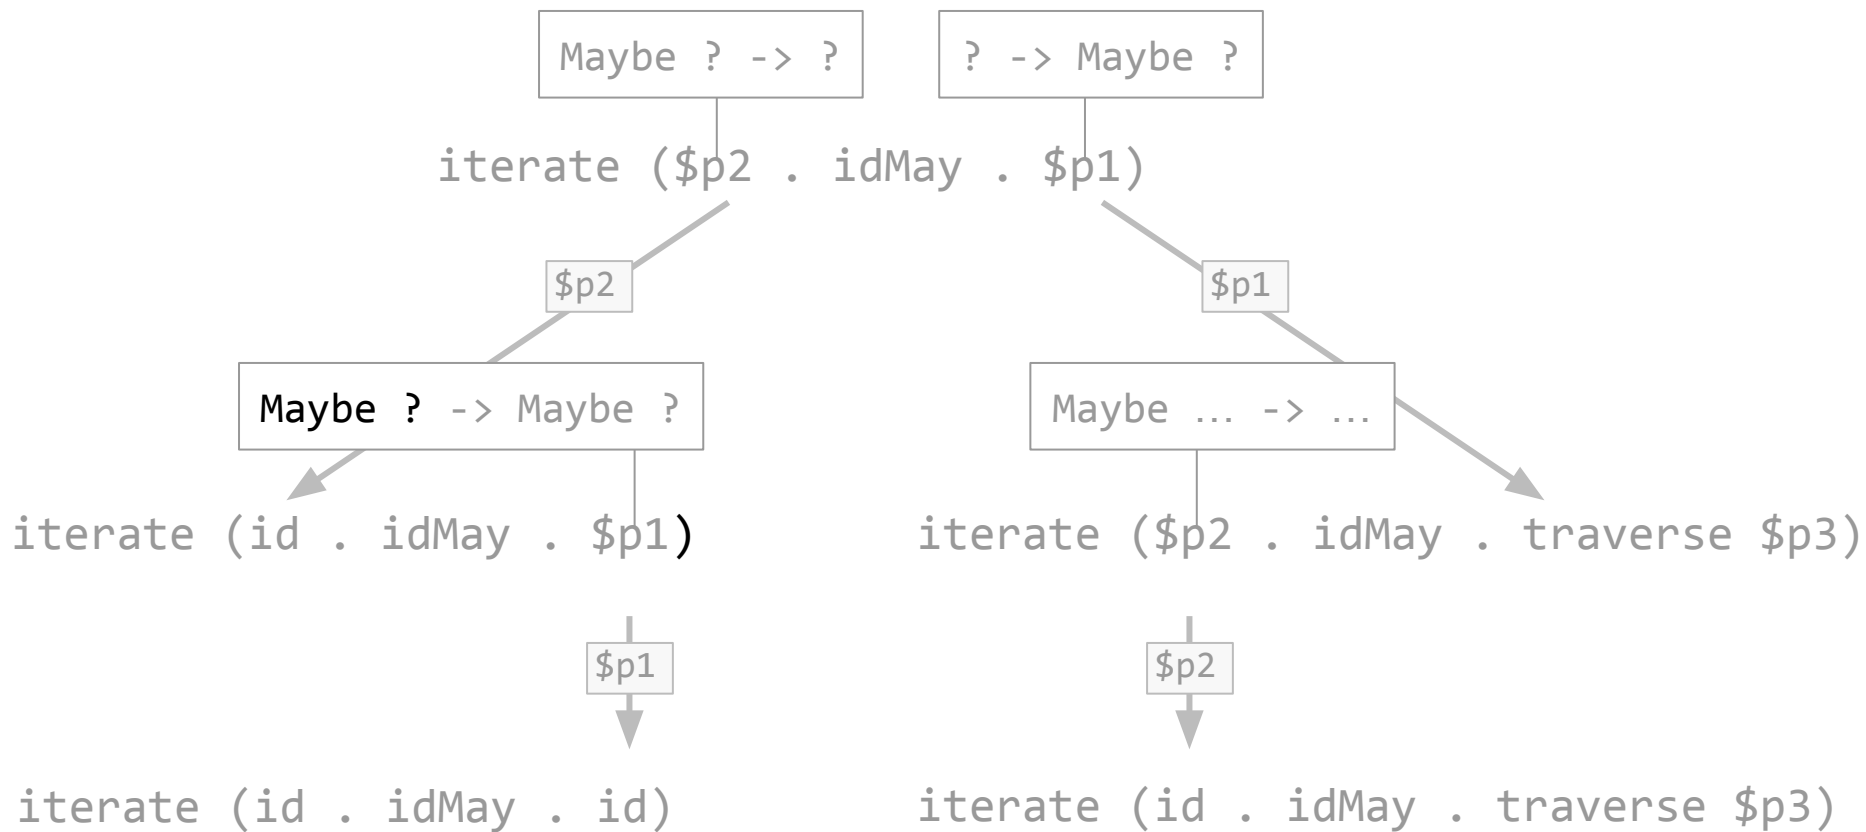 Maybe ? -> ?
? -> Maybe ?
iterate ($p2 . idMay . $p1)
$p2
$p1
Maybe ? -> Maybe ?
Maybe … -> …
iterate (id . idMay . $p1)
iterate ($p2 . idMay . traverse $p3)
$p1
$p2
iterate (id . idMay . id)
iterate (id . idMay . traverse $p3)